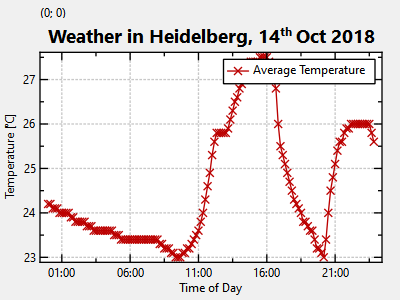 (0; 0)
Weather in Heidelberg, 14th Oct 2018
Average Temperature
Temperature [°C]
27
26
25
24
23
01:00 06:00 11:00 16:00 21:00
Time of Day